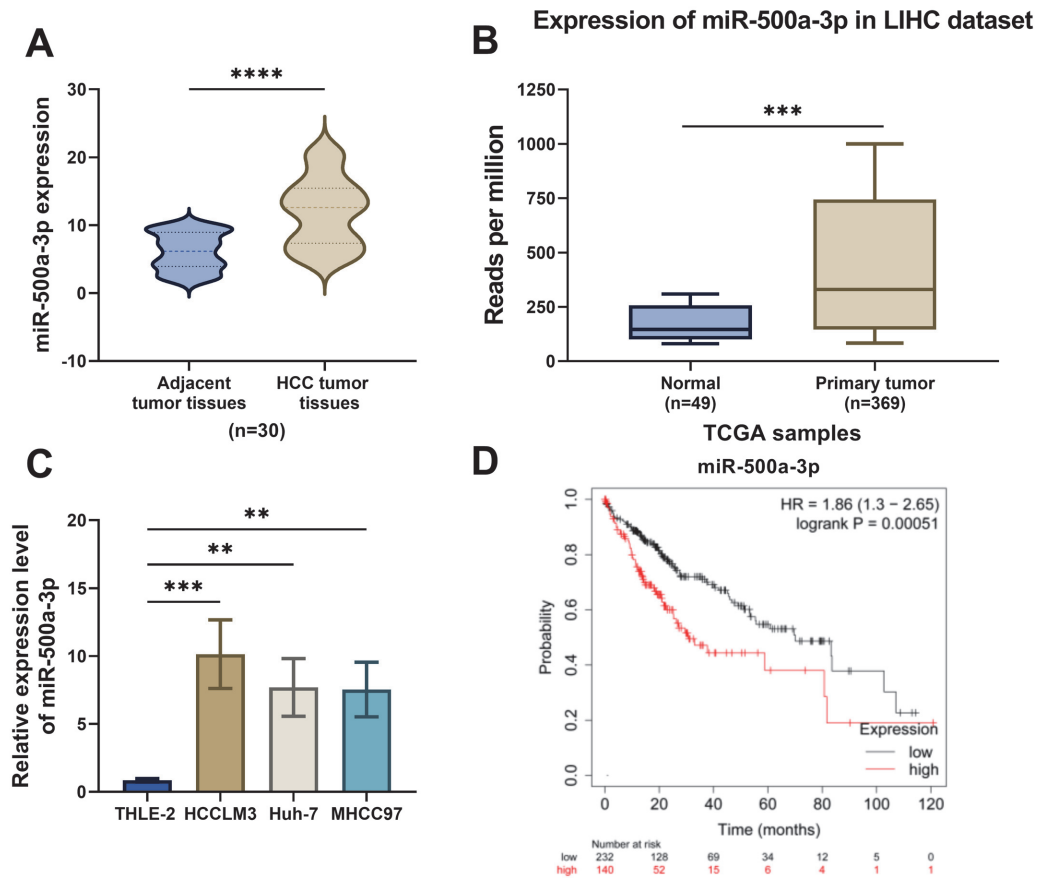 A
miR-500a-3p expression
30
20
10
0
-10
****
Adjacent
tumor tissues
HCC tumor
tissues
(n=30)
B
Expression of miR-500a-3p in LIHC dataset
Reads per million
1250
1000
750
500
250
0
***
Normal
(n=49)
Primary tumor
(n=369)
TCGA samples
C
Relative expression level
of miR-500a-3p
20
15
10
5
0
**
**
***
THLE-2 HCCLM3 Huh-7 MHCC97
D
miR-500a-3p
HR = 1.86 (1.3 − 2.65)
logrank P = 0.00051
Probability
1.0
0.8
0.6
0.4
0.2
0.0
Expression
low
high
0 20 40 60 80 100 120
Time (months)
Number at risk
low 232 128 69 34 12 5 0
high 140 52 15 6 4 1 1